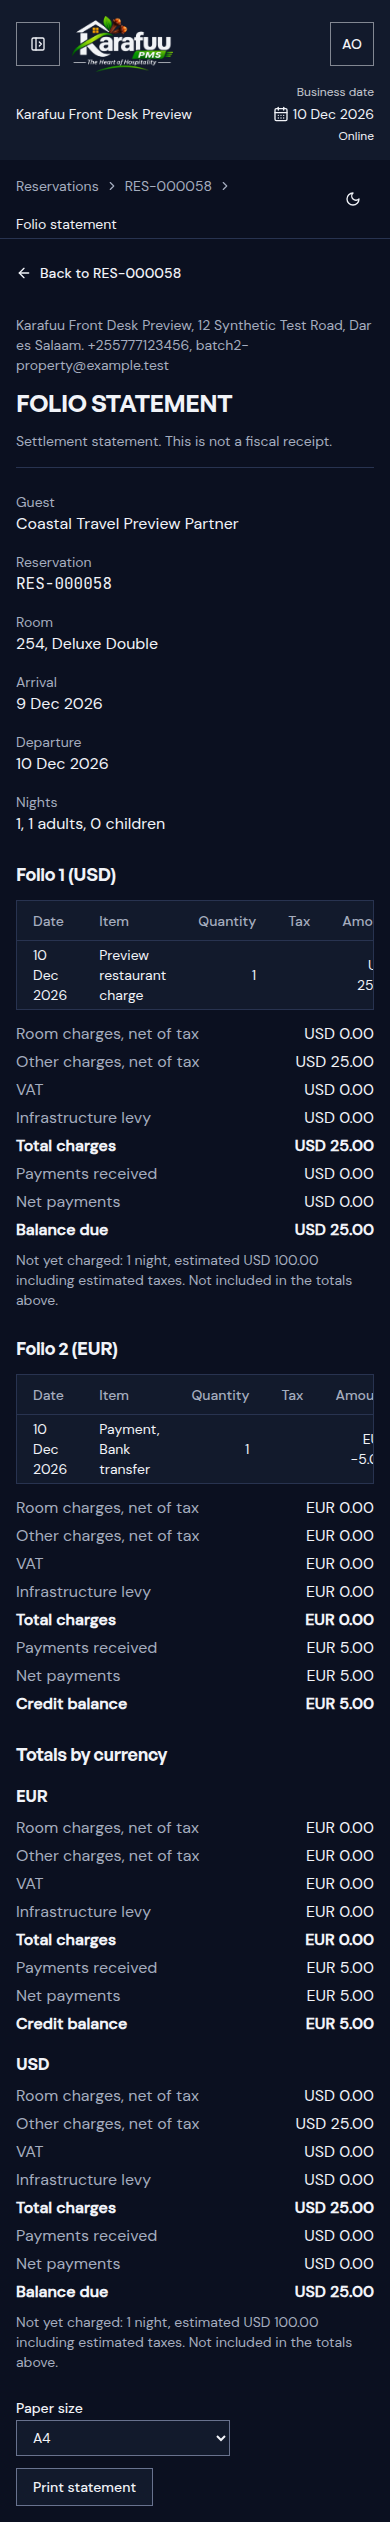 Karafuu
PMS
The Heart of Hospitality
AO
Business date
Karafuu Front Desk Preview
10 Dec 2026
Online
Reservations > RES-000058 >
Folio statement
Back to RES-000058
Karafuu Front Desk Preview, 12 Synthetic Test Road, Dar
es Salaam. +255777123456, batch2-
property@example.test
FOLIO STATEMENT
Settlement statement. This is not a fiscal receipt.
Guest
Coastal Travel Preview Partner
Reservation
RES-000058
Room
254, Deluxe Double
Arrival
9 Dec 2026
Departure
10 Dec 2026
Nights
1, 1 adults, 0 children
Folio 1 (USD)
Date Item Quantity Tax
10 Dec 2026 Preview restaurant charge 1
Room charges, net of tax USD 0.00
Other charges, net of tax USD 25.00
VAT USD 0.00
Infrastructure levy USD 0.00
Total charges USD 25.00
Payments received USD 0.00
Net payments USD 0.00
Balance due USD 25.00
Not yet charged: 1 night, estimated USD 100.00
including estimated taxes. Not included in the totals
above.
Folio 2 (EUR)
Date Item Quantity Tax
10 Dec 2026 Payment, Bank transfer 1
Room charges, net of tax EUR 0.00
Other charges, net of tax EUR 0.00
VAT EUR 0.00
Infrastructure levy EUR 0.00
Total charges EUR 0.00
Payments received EUR 5.00
Net payments EUR 5.00
Credit balance EUR 5.00
Totals by currency
EUR
Room charges, net of tax EUR 0.00
Other charges, net of tax EUR 0.00
VAT EUR 0.00
Infrastructure levy EUR 0.00
Total charges EUR 0.00
Payments received EUR 5.00
Net payments EUR 5.00
Credit balance EUR 5.00
USD
Room charges, net of tax USD 0.00
Other charges, net of tax USD 25.00
VAT USD 0.00
Infrastructure levy USD 0.00
Total charges USD 25.00
Payments received USD 0.00
Net payments USD 0.00
Balance due USD 25.00
Not yet charged: 1 night, estimated USD 100.00
including estimated taxes. Not included in the totals
above.
Paper size
A4
Print statement